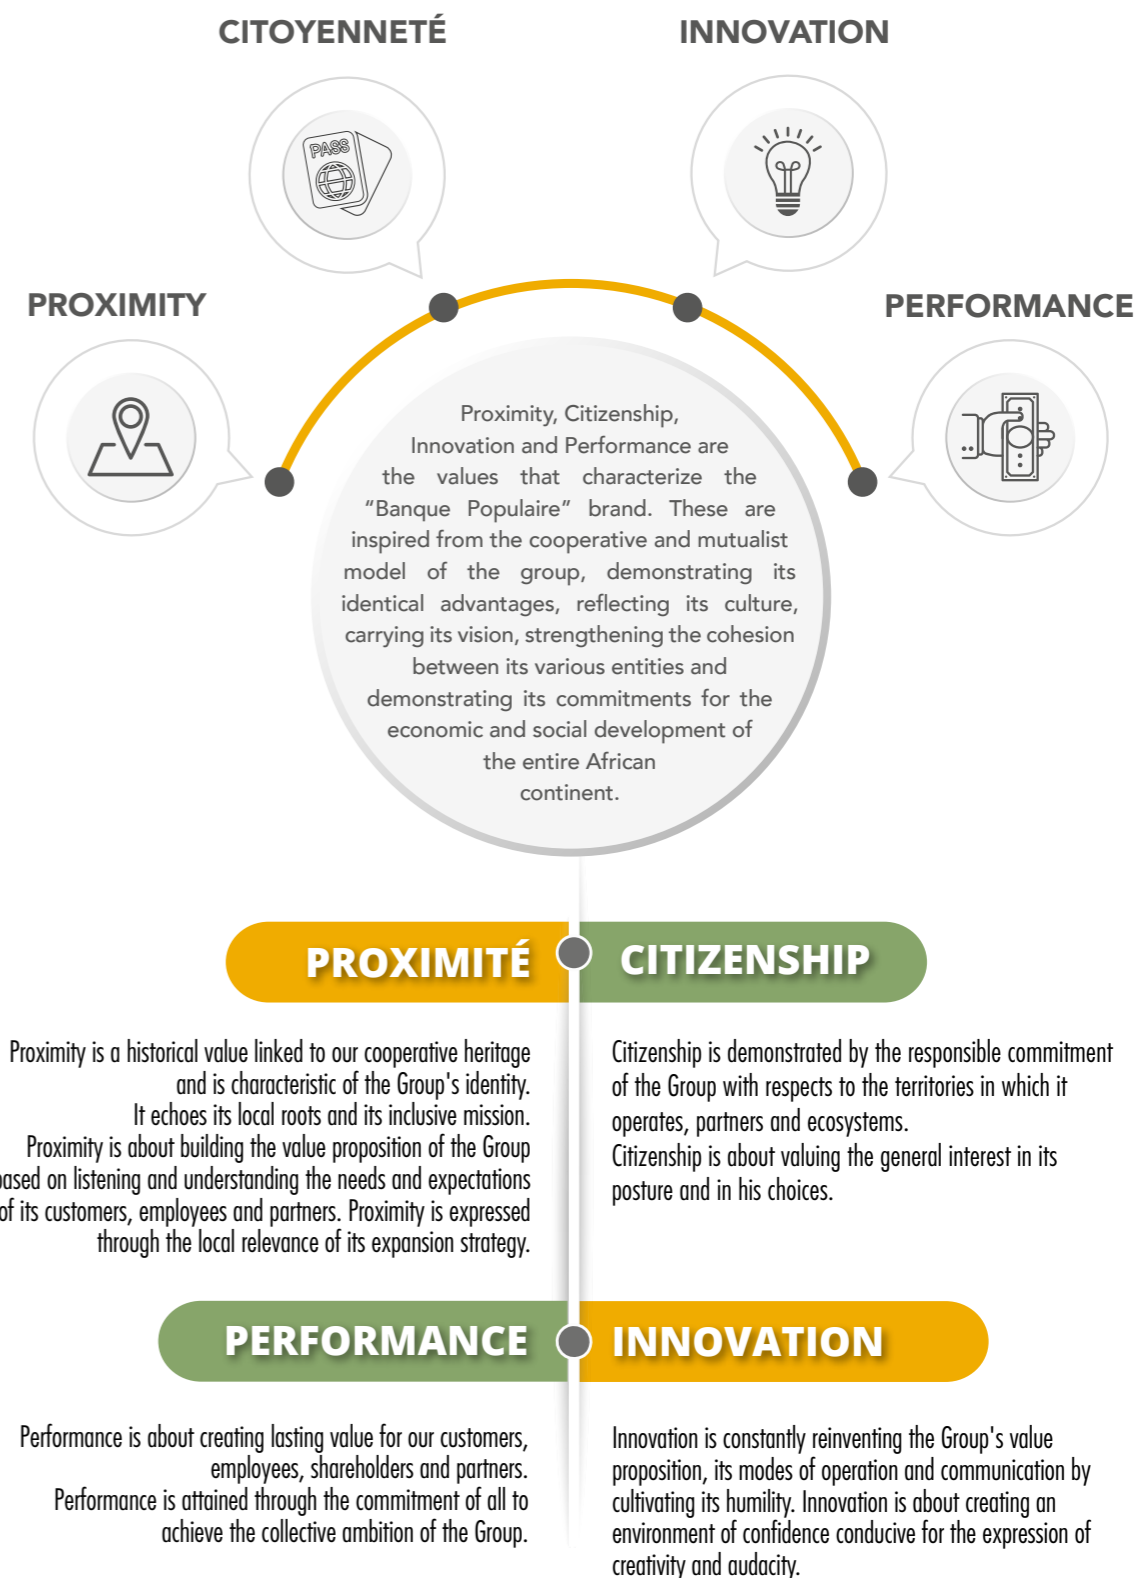 CITOYENNETÉ
INNOVATION
PASS
PROXIMITY
PERFORMANCE
Proximity, Citizenship,
Innovation and Performance are
the values that characterize the
“Banque Populaire” brand. These are
inspired from the cooperative and mutualist
model of the group, demonstrating its
identical advantages, reflecting its culture,
carrying its vision, strengthening the cohesion
between its various entities and
demonstrating its commitments for the
economic and social development of
the entire African
continent.
PROXIMITÉ
Proximity is a historical value linked to our cooperative heritage
and is characteristic of the Group's identity.
It echoes its local roots and its inclusive mission.
Proximity is about building the value proposition of the Group
based on listening and understanding the needs and expectations
of its customers, employees and partners. Proximity is expressed
through the local relevance of its expansion strategy.
CITIZENSHIP
Citizenship is demonstrated by the responsible commitment
of the Group with respects to the territories in which it
operates, partners and ecosystems.
Citizenship is about valuing the general interest in its
posture and in his choices.
PERFORMANCE
Performance is about creating lasting value for our customers,
employees, shareholders and partners.
Performance is attained through the commitment of all to
achieve the collective ambition of the Group.
INNOVATION
Innovation is constantly reinventing the Group's value
proposition, its modes of operation and communication by
cultivating its humility. Innovation is about creating an
environment of confidence conducive for the expression of
creativity and audacity.